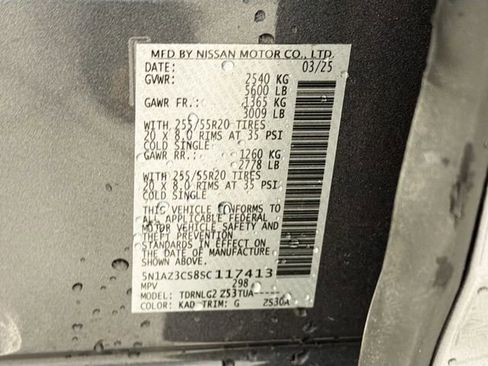 MFD BY NISSAN MOTOR CO., LTD.
DATE: 03/25
GVWR: 2540 KG
5600 LB
GAWR FR.: 1365 KG
3009 LB
WITH 255/55R20 TIRES
20 X 8.0 RIMS AT 35 PSI
COLD SINGLE
GAWR RR.: 1260 KG
2778 LB
WITH 255/55R20 TIRES
20 X 8.0 RIMS AT 35 PSI
COLD SINGLE
THIS VEHICLE CONFORMS TO
ALL APPLICABLE FEDERAL
MOTOR VEHICLE SAFETY
AND THEFT PREVENTION
STANDARDS IN EFFECT ON
THE DATE OF MANUFACTURE
SHOWN ABOVE.
5N1AZ3CS8SC117413
MPV 298
MODEL: TDRNLG2 Z53TUA-----
COLOR: KAD TRIM: G ZS30A